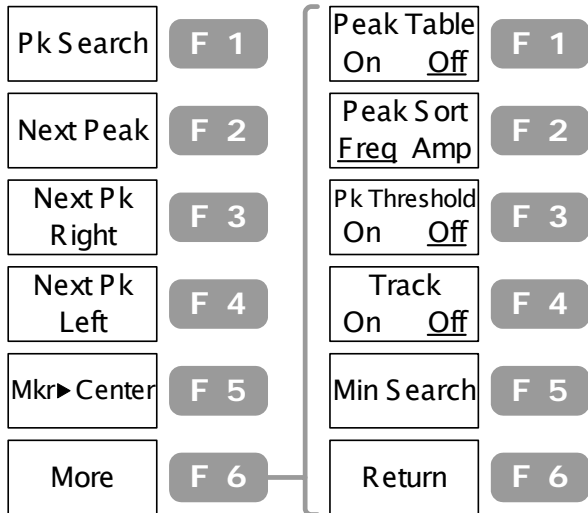 Pk Search
F 1
Next Peak
F 2
Next Pk
Right
F 3
Next Pk
Left
F 4
Mkr▶Center
F 5
More
F 6
Peak Table
On Off
F 1
Peak Sort
Freq Amp
F 2
Pk Threshold
On Off
F 3
Track
On Off
F 4
Min Search
F 5
Return
F 6